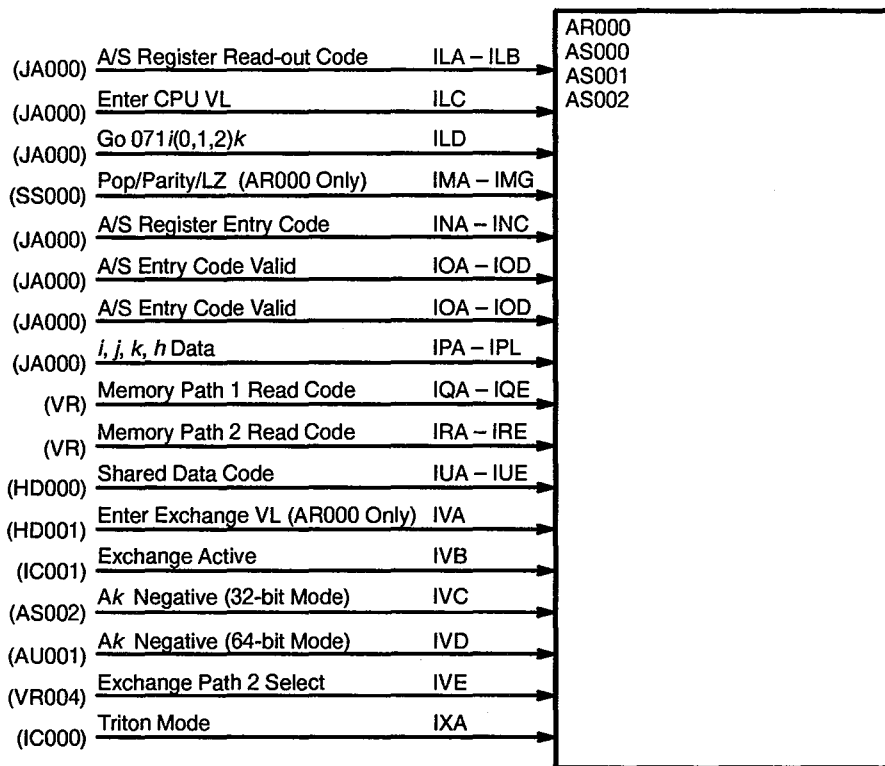 AR000
AS000
AS001
AS002
(JA000) A/S Register Read-out Code ILA – ILB
(JA000) Enter CPU VL ILC
(JA000) Go 071i(0,1,2)k ILD
(SS000) Pop/Parity/LZ (AR000 Only) IMA – IMG
(JA000) A/S Register Entry Code INA – INC
(JA000) A/S Entry Code Valid IOA – IOD
(JA000) A/S Entry Code Valid IOA – IOD
(JA000) i, j, k, h Data IPA – IPL
(VR) Memory Path 1 Read Code IQA – IQE
(VR) Memory Path 2 Read Code IRA – IRE
(HD000) Shared Data Code IUA – IUE
(HD001) Enter Exchange VL (AR000 Only) IVA
(IC001) Exchange Active IVB
(AS002) Ak Negative (32-bit Mode) IVC
(AU001) Ak Negative (64-bit Mode) IVD
(VR004) Exchange Path 2 Select IVE
(IC000) Triton Mode IXA